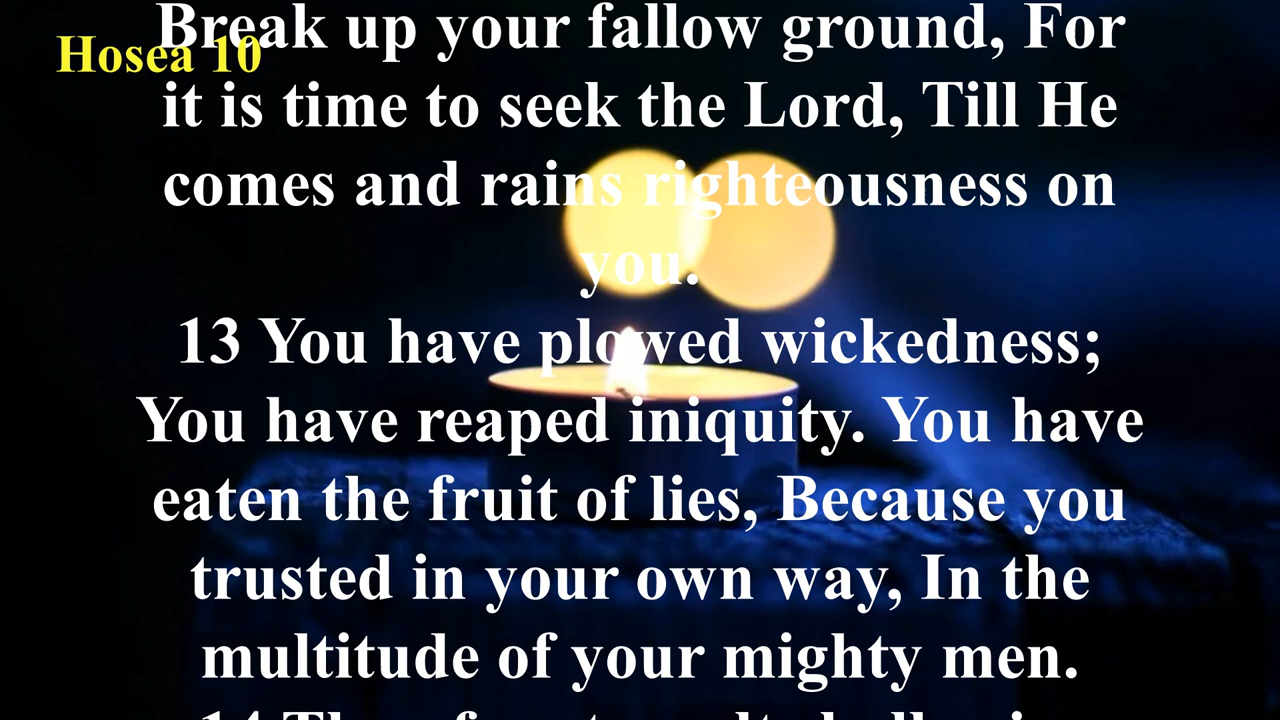 Hosea 10
Break up your fallow ground, For
it is time to seek the Lord, Till He
comes and rains righteousness on
you.
13 You have plowed wickedness;
You have reaped iniquity. You have
eaten the fruit of lies, Because you
trusted in your own way, In the
multitude of your mighty men.